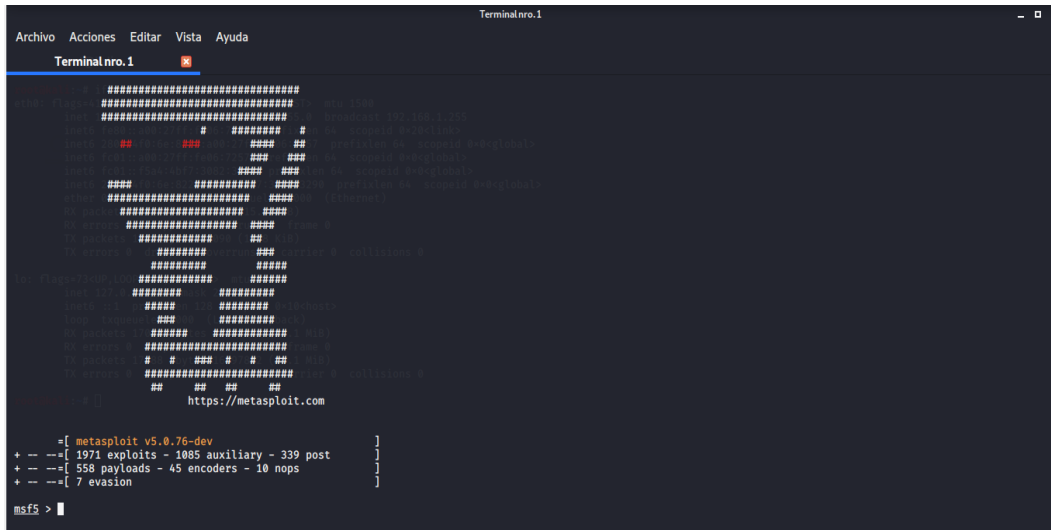 Terminal nro. 1
Archivo Acciones Editar Vista Ayuda
Terminal nro. 1
https://metasploit.com
=[ metasploit v5.0.76-dev ]
+ -- --=[ 1971 exploits - 1085 auxiliary - 339 post ]
+ -- --=[ 558 payloads - 45 encoders - 10 nops ]
+ -- --=[ 7 evasion ]
msf5 >